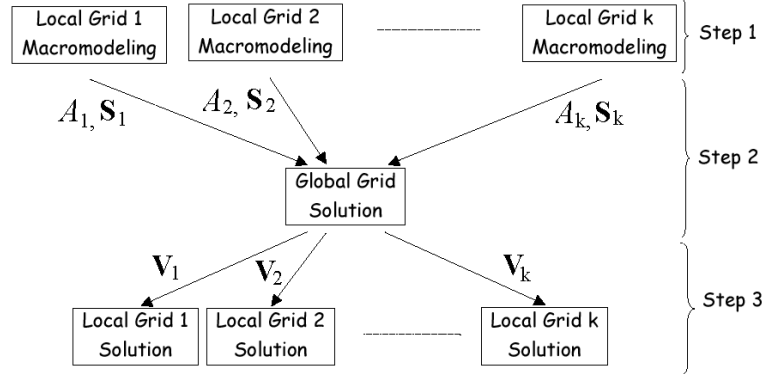 Local Grid 1
Macromodeling
Local Grid 2
Macromodeling
Local Grid k
Macromodeling
Step 1
A1, S1
A2, S2
Ak, Sk
Step 2
Global Grid
Solution
V1
V2
Vk
Step 3
Local Grid 1
Solution
Local Grid 2
Solution
Local Grid k
Solution